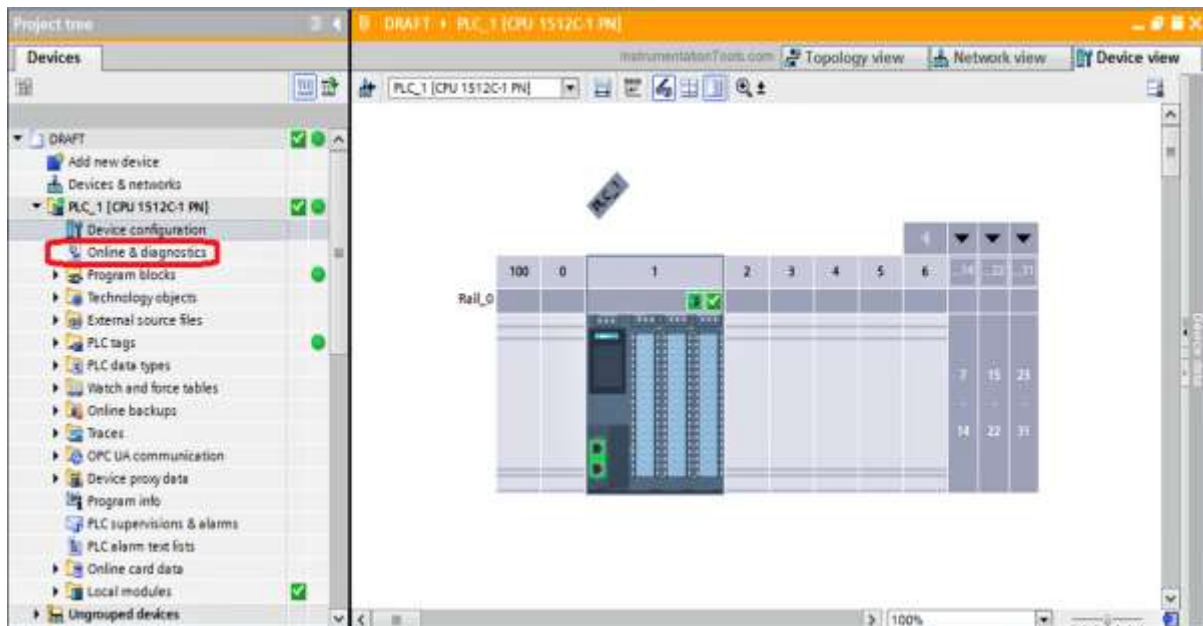 Project tree
DRAFT ▸ PLC_1 [CPU 1512C-1 PN]
Devices
InstrumentationTools.com
Topology view
Network view
Device view
PLC_1 [CPU 1512C-1 PN]
DRAFT
Add new device
Devices & networks
PLC_1 [CPU 1512C-1 PN]
Device configuration
Online & diagnostics
Program blocks
Technology objects
External source files
PLC tags
PLC data types
Watch and force tables
Online backups
Traces
OPC UA communication
Device proxy data
Program info
PLC supervisions & alarms
PLC alarm text lists
Online card data
Local modules
Ungrouped devices
PLC_1
100 0 1 2 3 4 5 6 ...14 ...22 ...31
Rail_0
7 15 23
14 22 31
100%